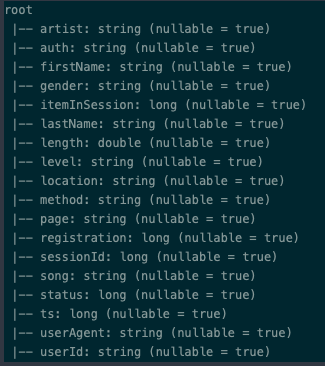 root
|-- artist: string (nullable = true)
|-- auth: string (nullable = true)
|-- firstName: string (nullable = true)
|-- gender: string (nullable = true)
|-- itemInSession: long (nullable = true)
|-- lastName: string (nullable = true)
|-- length: double (nullable = true)
|-- level: string (nullable = true)
|-- location: string (nullable = true)
|-- method: string (nullable = true)
|-- page: string (nullable = true)
|-- registration: long (nullable = true)
|-- sessionId: long (nullable = true)
|-- song: string (nullable = true)
|-- status: long (nullable = true)
|-- ts: long (nullable = true)
|-- userAgent: string (nullable = true)
|-- userId: string (nullable = true)